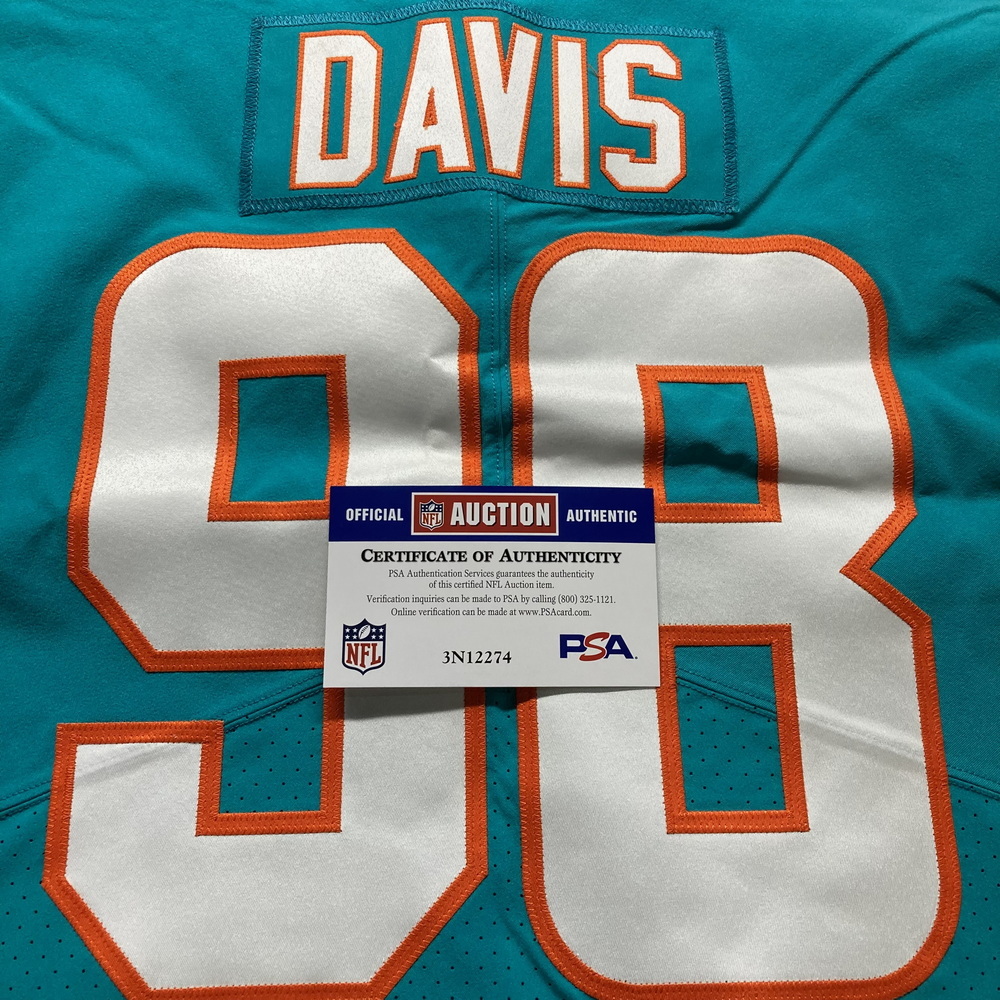 DAVIS
98
OFFICIAL NFL AUCTION AUTHENTIC
CERTIFICATE OF AUTHENTICITY
PSA Authentication Services guarantees the authenticity
of this certified NFL Auction item.
Verification inquiries can be made to PSA by calling (800) 325-1121.
Online verification can be made at www.PSAcard.com.
NFL
3N12274
PSA.